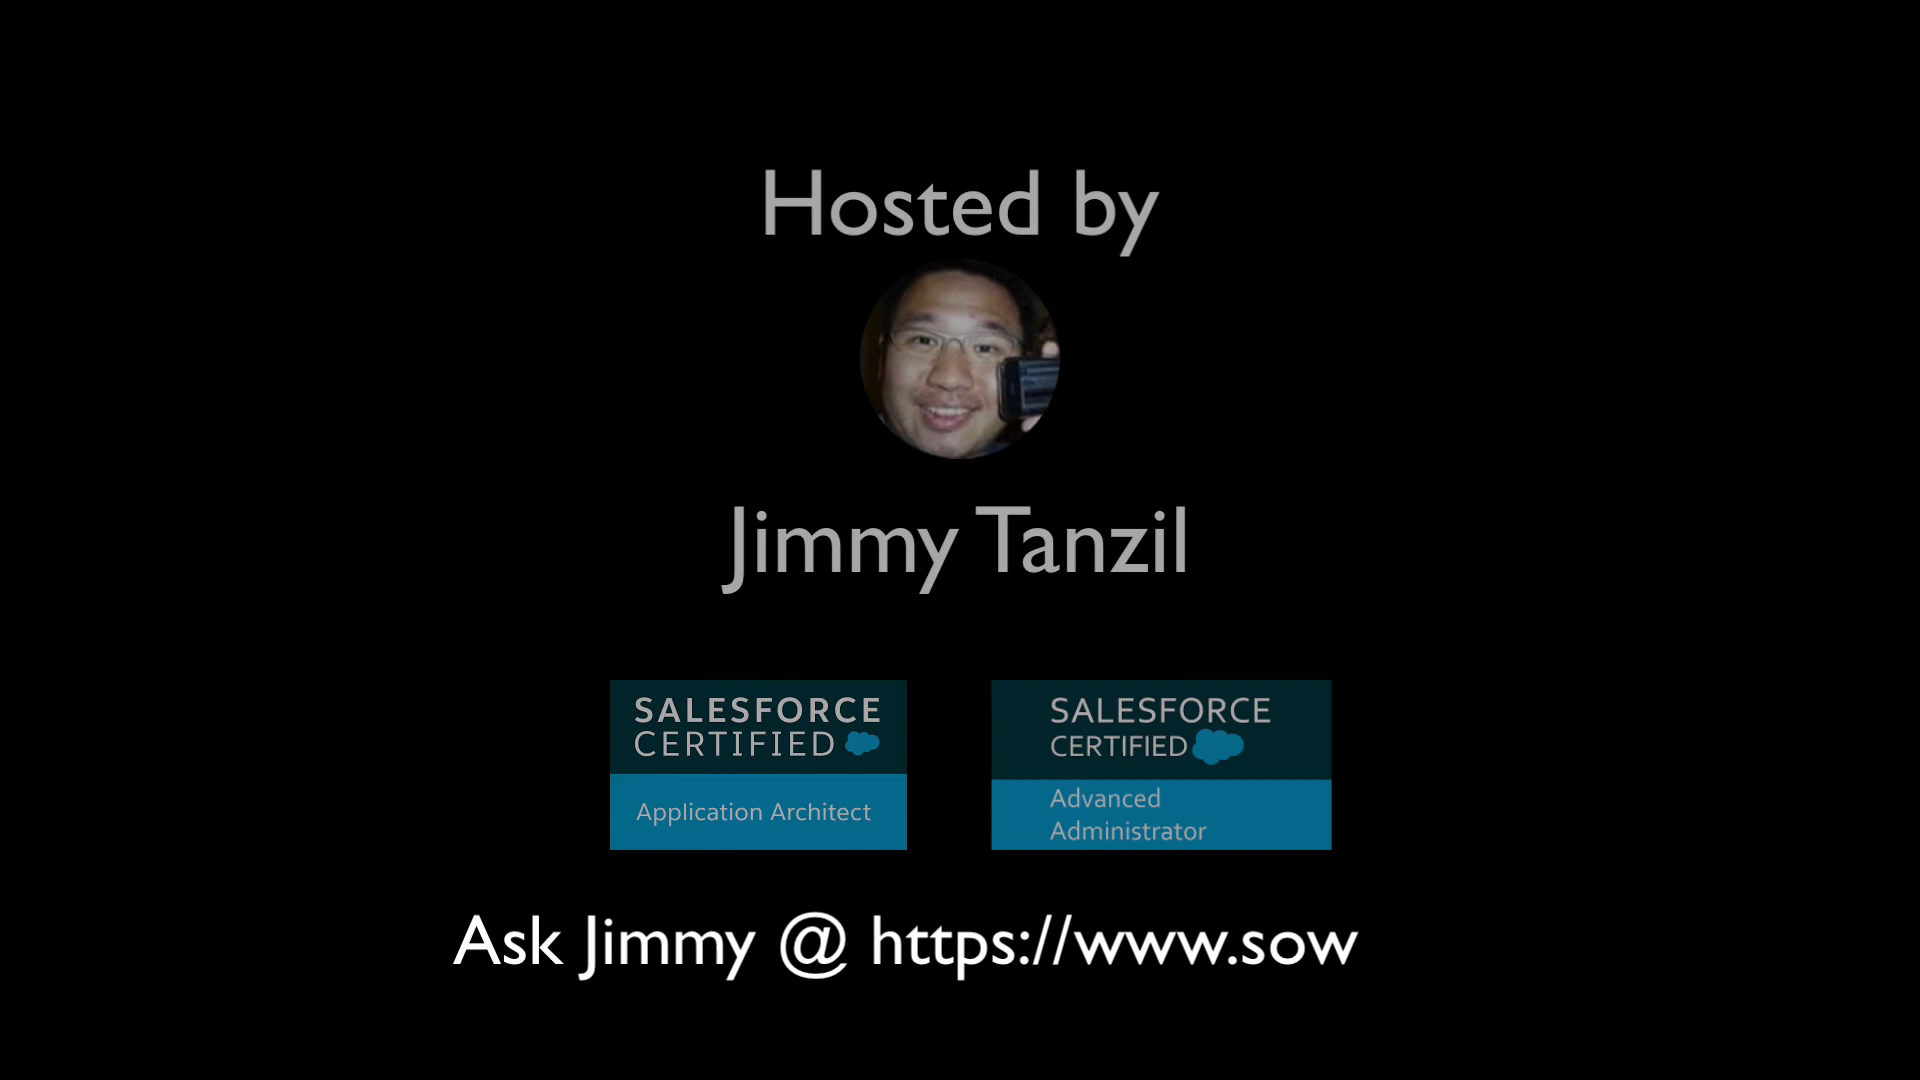 Hosted by
Jimmy Tanzil
SALESFORCE
CERTIFIED
Application Architect
SALESFORCE
CERTIFIED
Advanced
Administrator
Ask Jimmy @ https://www.sow